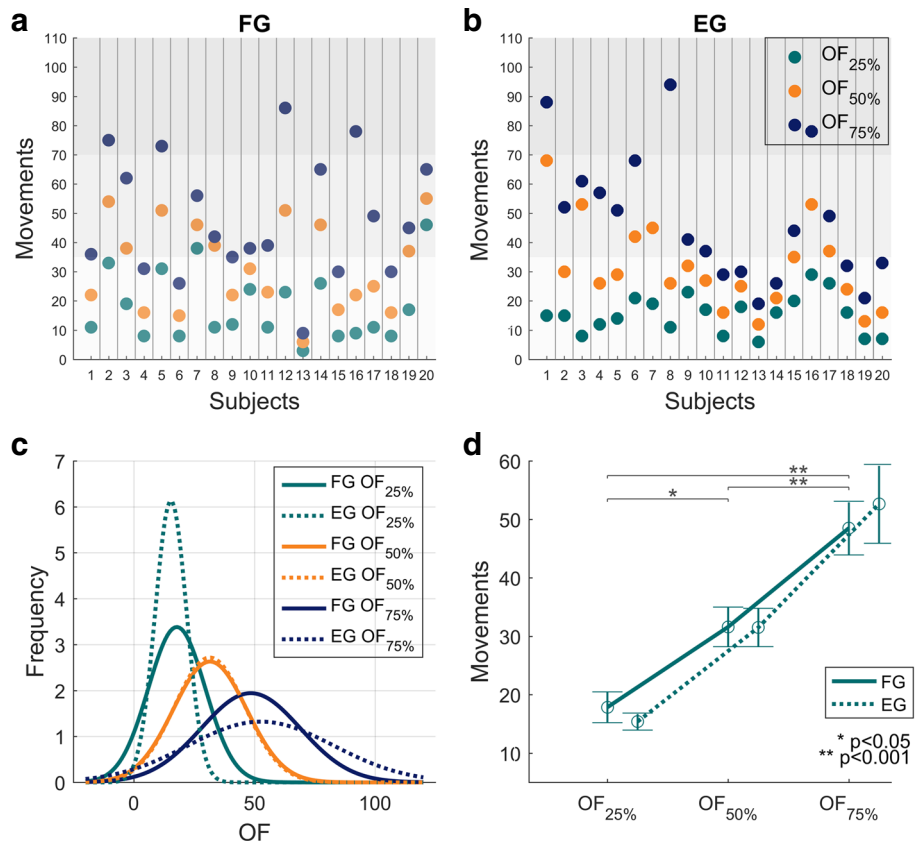 a
FG
110
100
90
80
70
60
50
40
30
20
10
0
Movements
1 2 3 4 5 6 7 8 9 10 11 12 13 14 15 16 17 18 19 20
Subjects
b
EG
110
100
90
80
70
60
50
40
30
20
10
0
Movements
OF25%
OF50%
OF75%
1 2 3 4 5 6 7 8 9 10 11 12 13 14 15 16 17 18 19 20
Subjects
c
7
6
5
4
3
2
1
0
Frequency
FG OF25%
EG OF25%
FG OF50%
EG OF50%
FG OF75%
EG OF75%
0 50 100
OF
d
60
50
40
30
20
10
Movements
**
**
*
FG
EG
* p<0.05
** p<0.001
OF25% OF50% OF75%